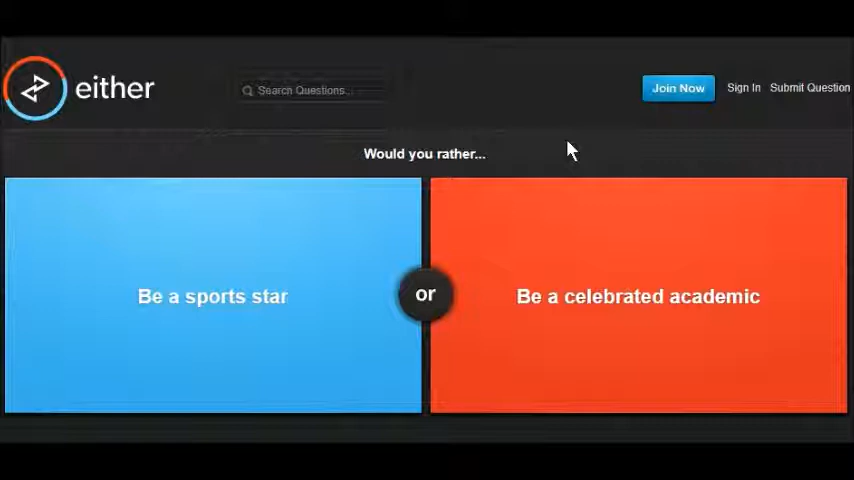 either
Search Questions...
Join Now
Sign In
Submit Question
Would you rather...
Be a sports star
or
Be a celebrated academic